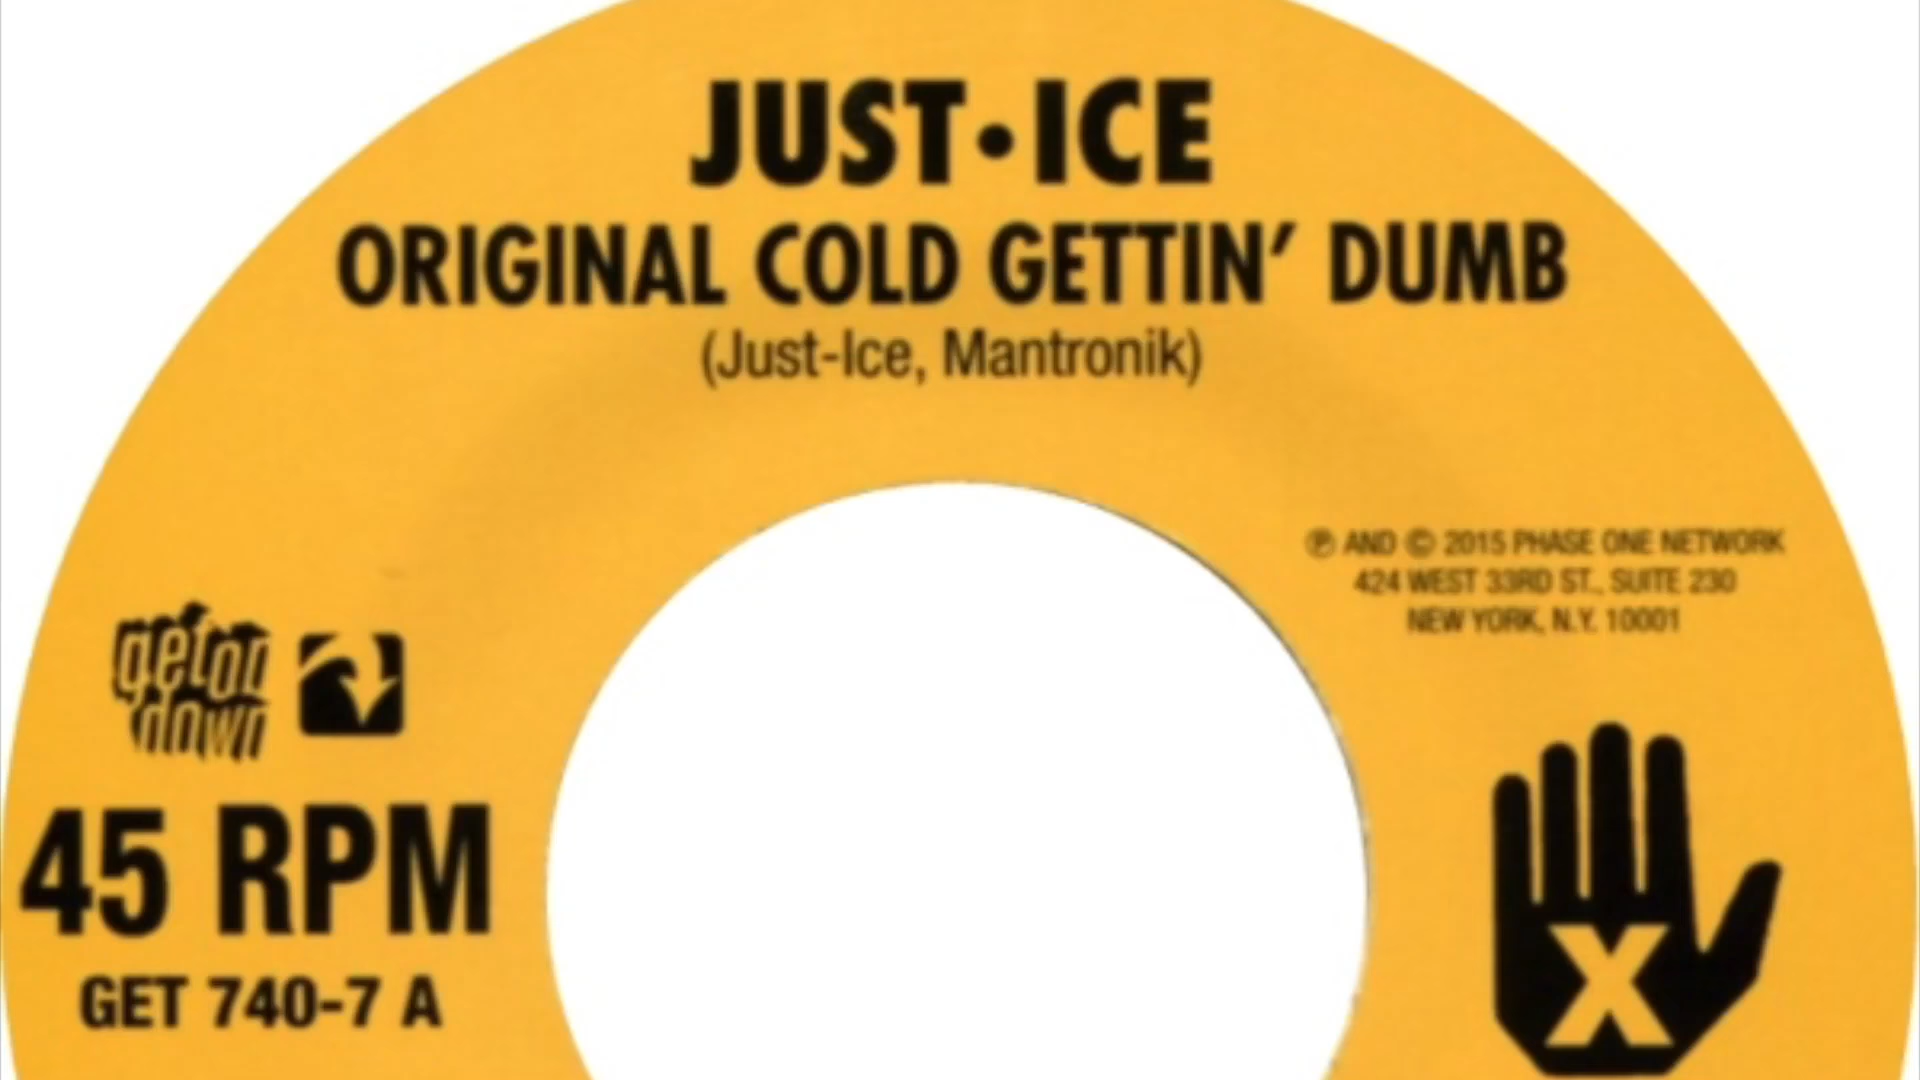 JUST•ICE
ORIGINAL COLD GETTIN' DUMB
(Just-Ice, Mantronik)
℗ AND © 2015 PHASE ONE NETWORK
424 WEST 33RD ST., SUITE 230
NEW YORK, N.Y. 10001
get on
down
45 RPM
GET 740-7 A
X